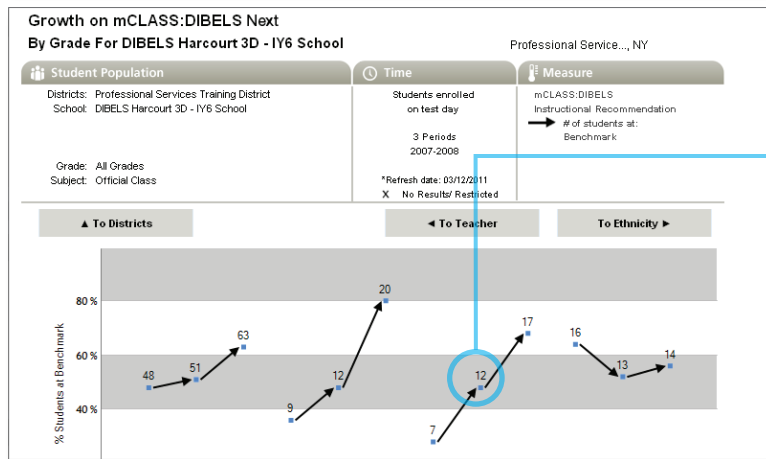 Growth on mCLASS:DIBELS Next
By Grade For DIBELS Harcourt 3D - IY6 School
Professional Service..., NY
Student Population
Time
Measure
Districts: Professional Services Training District
School: DIBELS Harcourt 3D - IY6 School
Grade: All Grades
Subject: Official Class
Students enrolled
on test day
3 Periods
2007-2008
*Refresh date: 03/12/2011
X No Results/ Restricted
mCLASS:DIBELS
Instructional Recommendation
# of students at:
Benchmark
▲ To Districts
◄ To Teacher
To Ethnicity ►
% Students at Benchmark
80 %
60 %
40 %
48
51
63
9
12
20
7
12
17
16
13
14